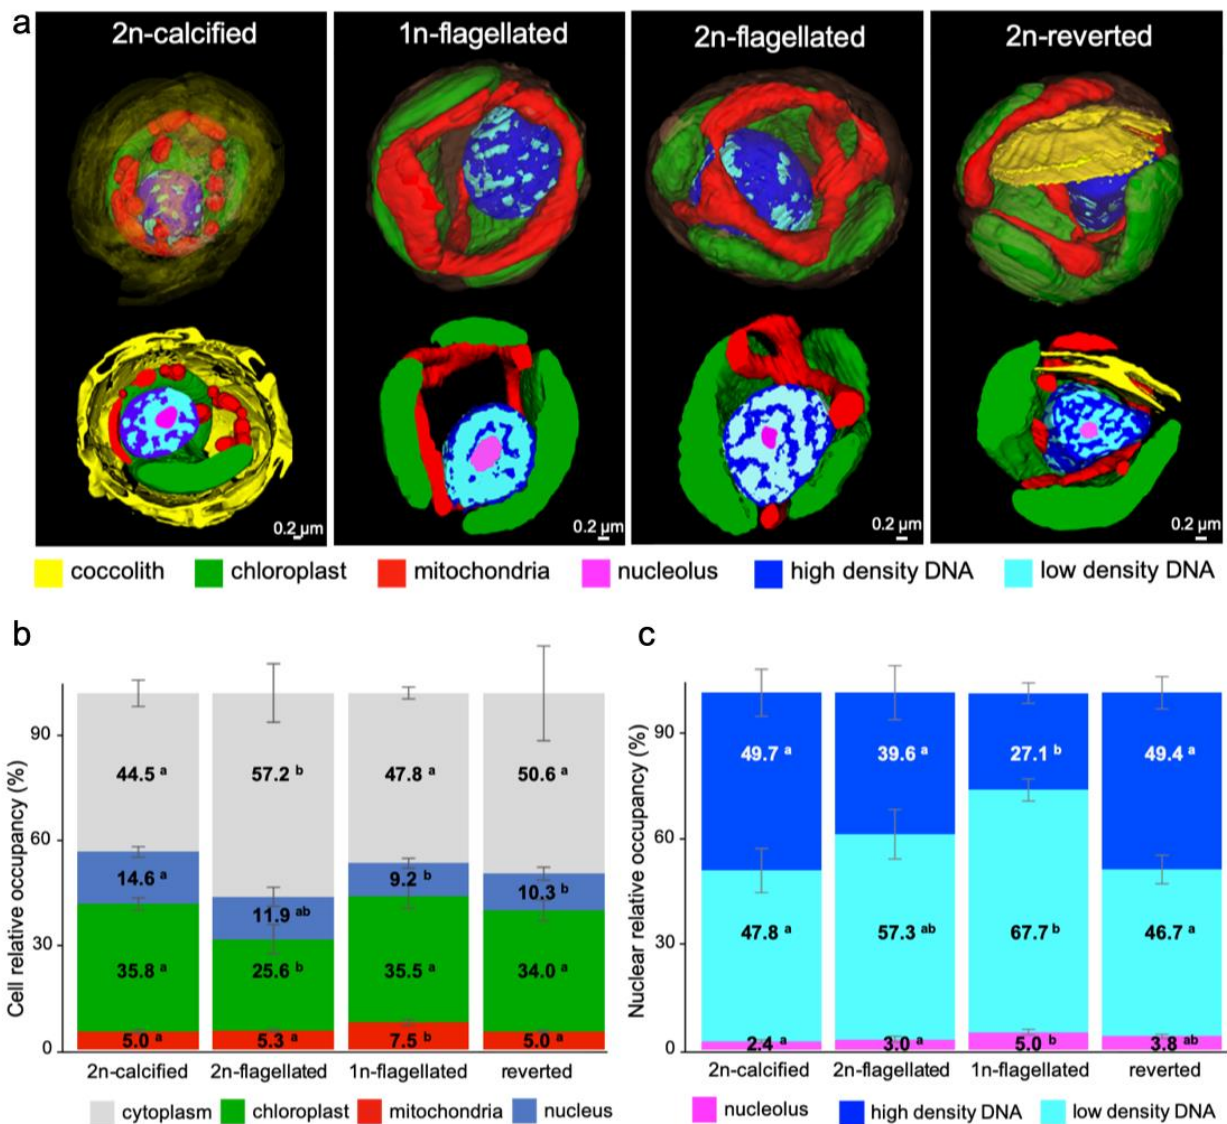 a
2n-calcified
1n-flagellated
2n-flagellated
2n-reverted
0.2 µm
0.2 µm
0.2 µm
0.2 µm
coccolith
chloroplast
mitochondria
nucleolus
high density DNA
low density DNA
b
Cell relative occupancy (%)
90
60
30
0
44.5 a
57.2 b
47.8 a
50.6 a
14.6 a
11.9 ab
9.2 b
10.3 b
35.8 a
25.6 b
35.5 a
34.0 a
5.0 a
5.3 a
7.5 b
5.0 a
2n-calcified
2n-flagellated
1n-flagellated
reverted
cytoplasm
chloroplast
mitochondria
nucleus
c
Nuclear relative occupancy (%)
90
60
30
0
49.7 a
39.6 a
27.1 b
49.4 a
47.8 a
57.3 ab
67.7 b
46.7 a
2.4 a
3.0 a
5.0 b
3.8 ab
2n-calcified
2n-flagellated
1n-flagellated
reverted
nucleolus
high density DNA
low density DNA